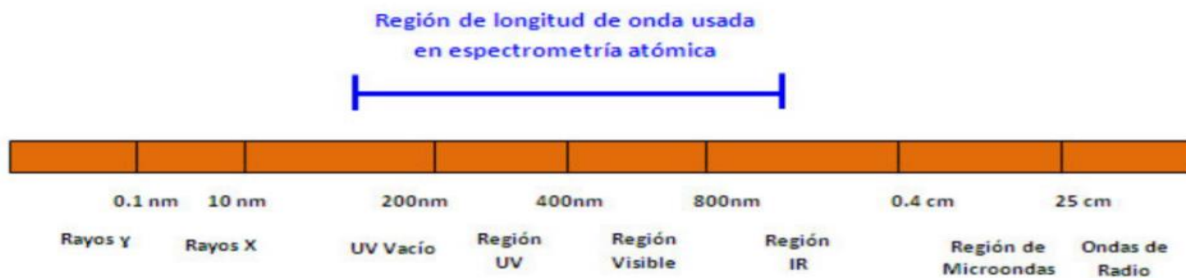 Región de longitud de onda usada
en espectrometría atómica
0.1 nm 10 nm 200nm 400nm 800nm 0.4 cm 25 cm
Rayos γ Rayos X UV Vacío Región UV Región Visible Región IR Región de Microondas Ondas de Radio